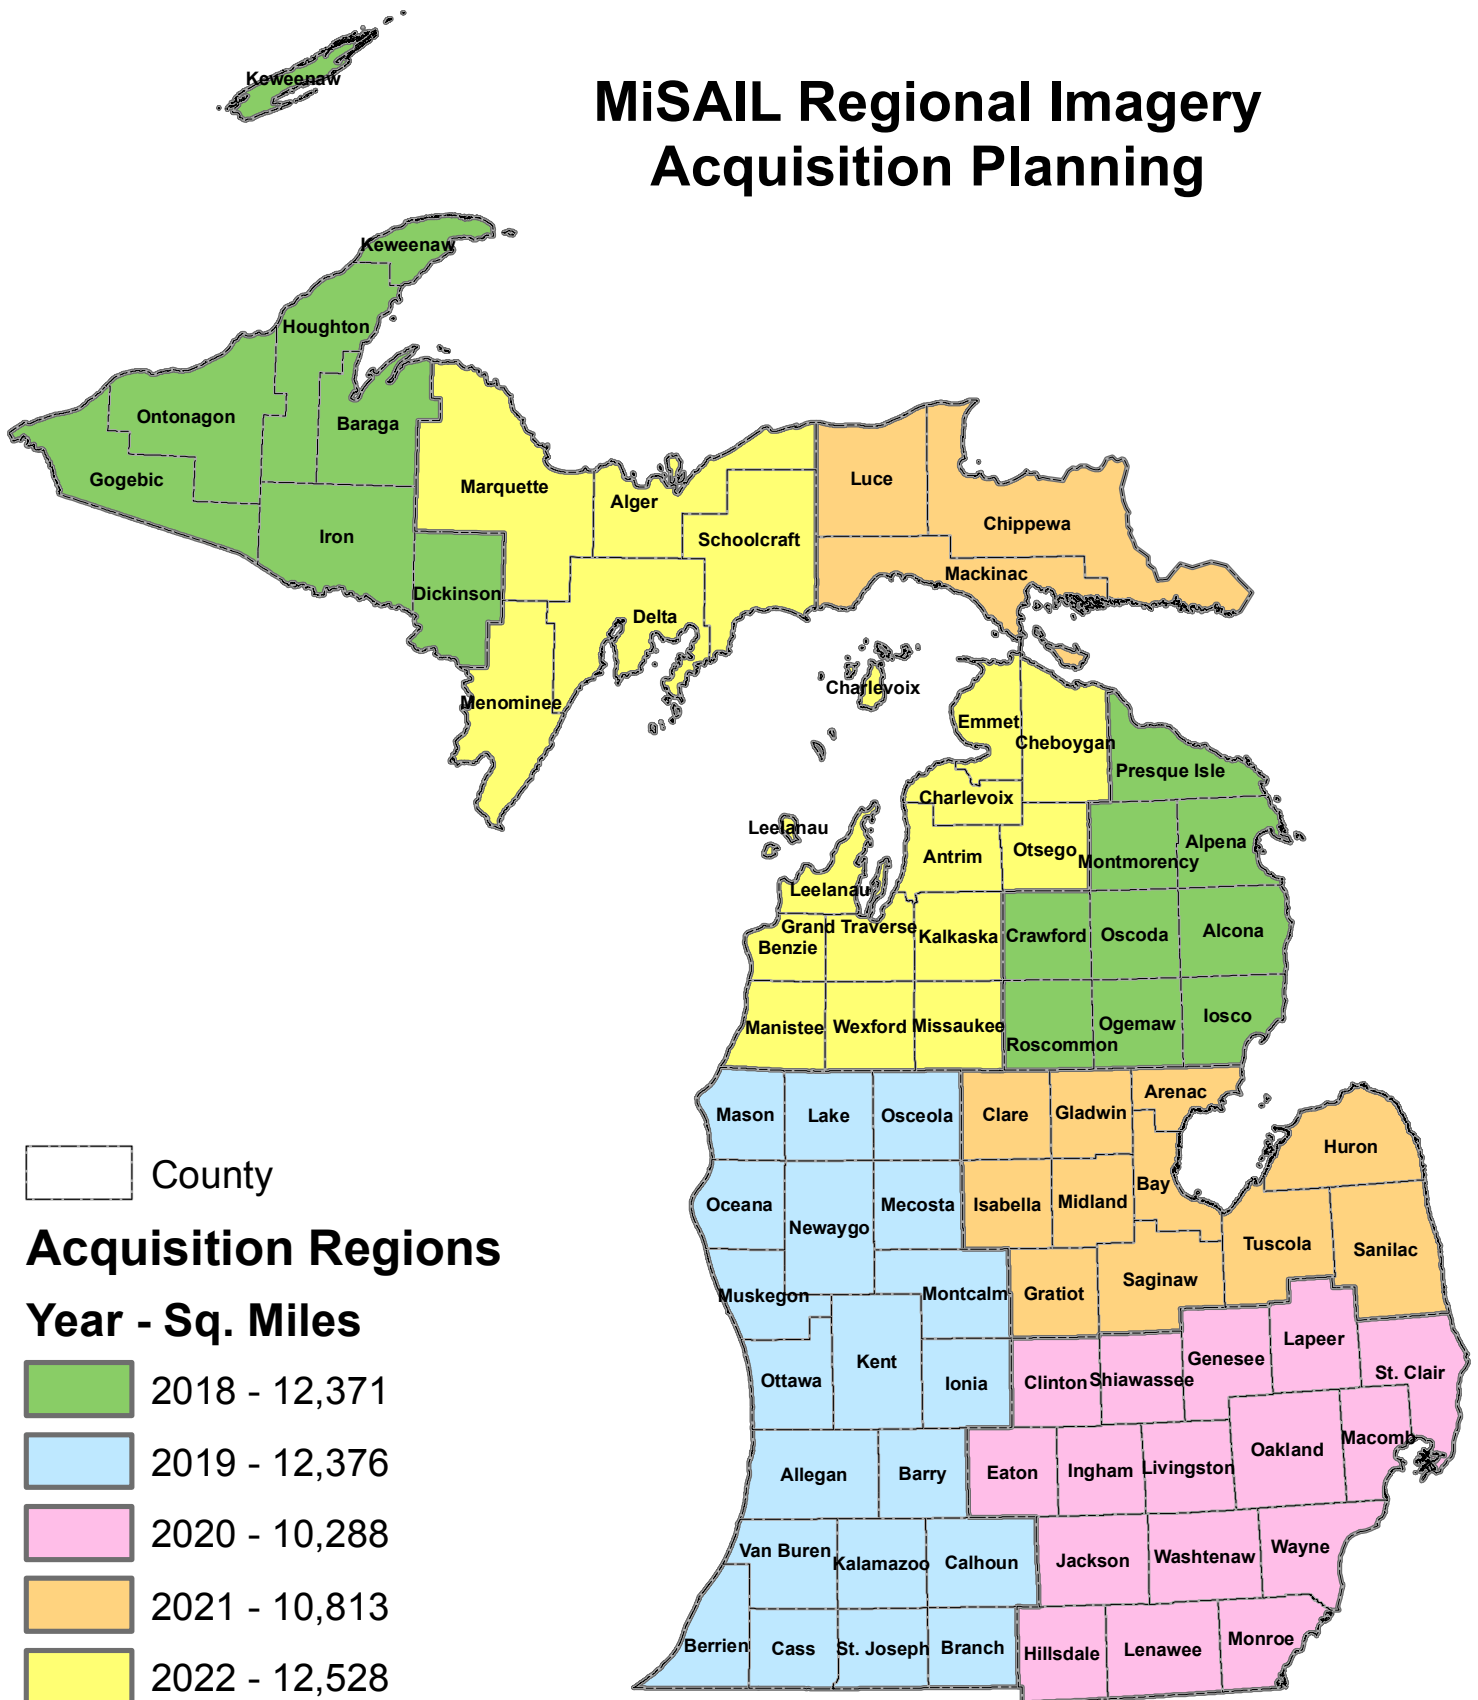 Keweenaw
MiSAIL Regional Imagery
Acquisition Planning
Keweenaw
Houghton
Ontonagon
Baraga
Gogebic
Iron
Dickinson
Marquette
Alger
Schoolcraft
Delta
Menominee
Luce
Chippewa
Mackinac
Charlevoix
Emmet
Cheboygan
Presque Isle
Charlevoix
Leelanau
Antrim
Otsego
Montmorency
Alpena
Leelanau
Grand Traverse
Benzie
Kalkaska
Crawford
Oscoda
Alcona
Manistee
Wexford
Missaukee
Roscommon
Ogemaw
Iosco
Mason
Lake
Osceola
Clare
Gladwin
Arenac
Huron
Oceana
Newaygo
Mecosta
Isabella
Midland
Bay
Tuscola
Sanilac
Muskegon
Montcalm
Gratiot
Saginaw
Ottawa
Kent
Ionia
Clinton
Shiawassee
Genesee
Lapeer
St. Clair
Allegan
Barry
Eaton
Ingham
Livingston
Oakland
Macomb
Van Buren
Kalamazoo
Calhoun
Jackson
Washtenaw
Wayne
Berrien
Cass
St. Joseph
Branch
Hillsdale
Lenawee
Monroe
County
Acquisition Regions
Year - Sq. Miles
2018 - 12,371
2019 - 12,376
2020 - 10,288
2021 - 10,813
2022 - 12,528